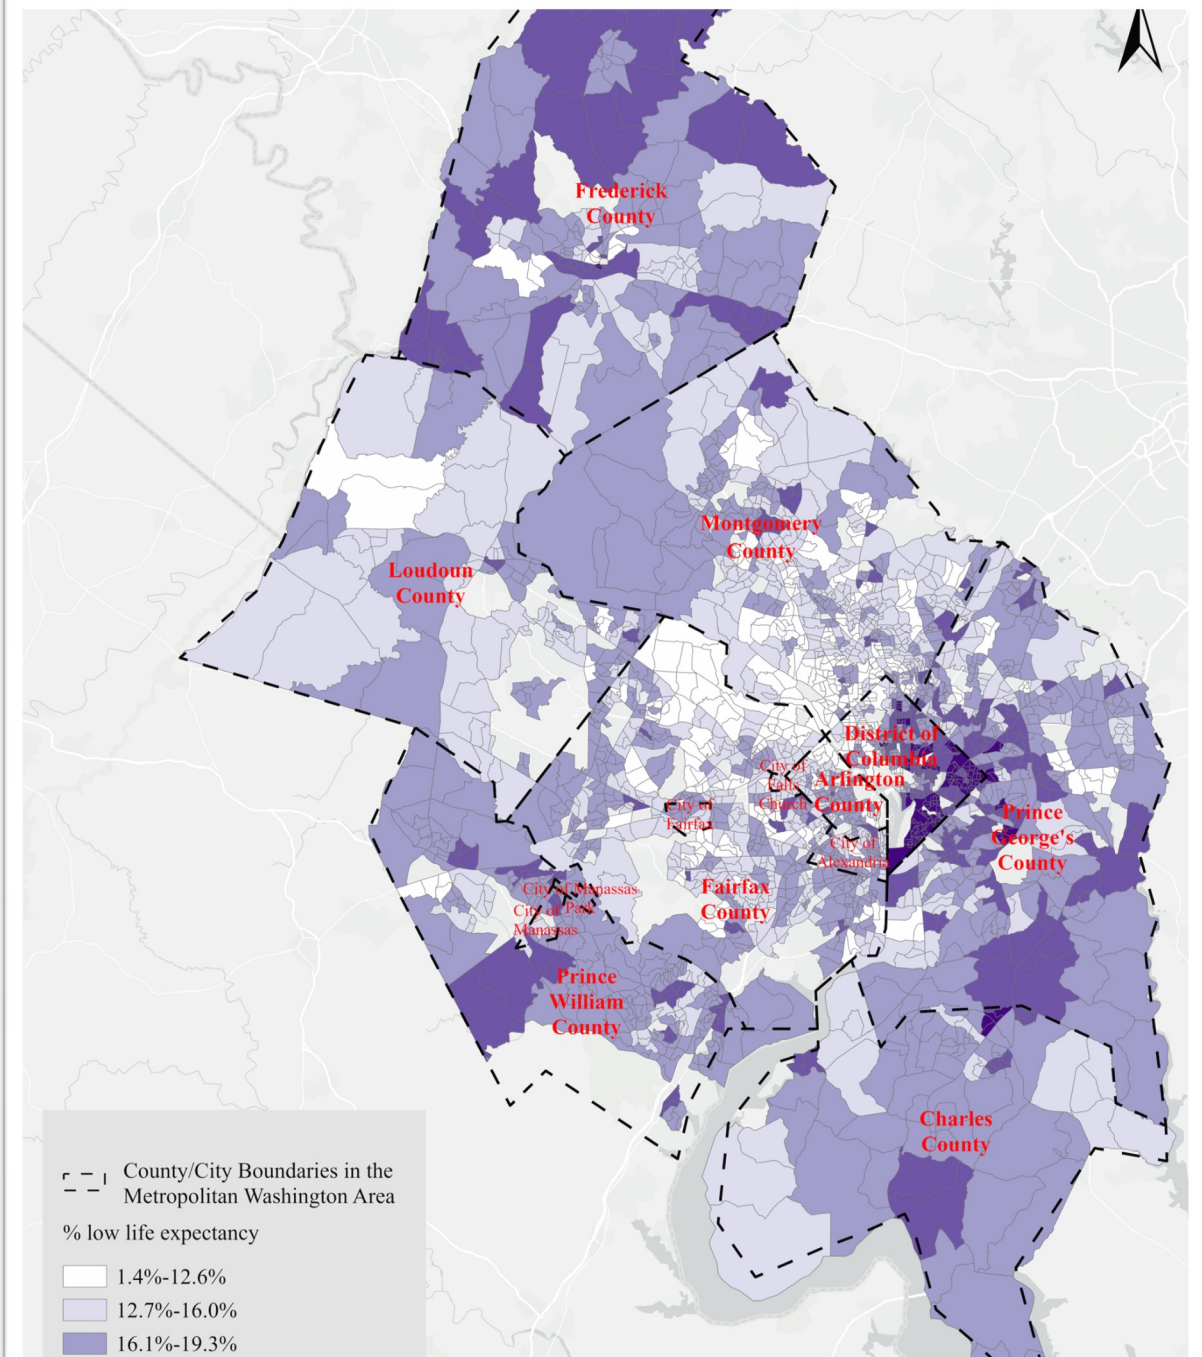 Frederick
County
Montgomery
County
Loudoun
County
District of
Columbia
City of
Falls
Church
Arlington
County
City of
Fairfax
Prince
George's
County
City of
Alexandria
Fairfax
County
City of Manassas
Park
City of
Manassas
Prince
William
County
Charles
County
County/City Boundaries in the
Metropolitan Washington Area
% low life expectancy
1.4%-12.6%
12.7%-16.0%
16.1%-19.3%